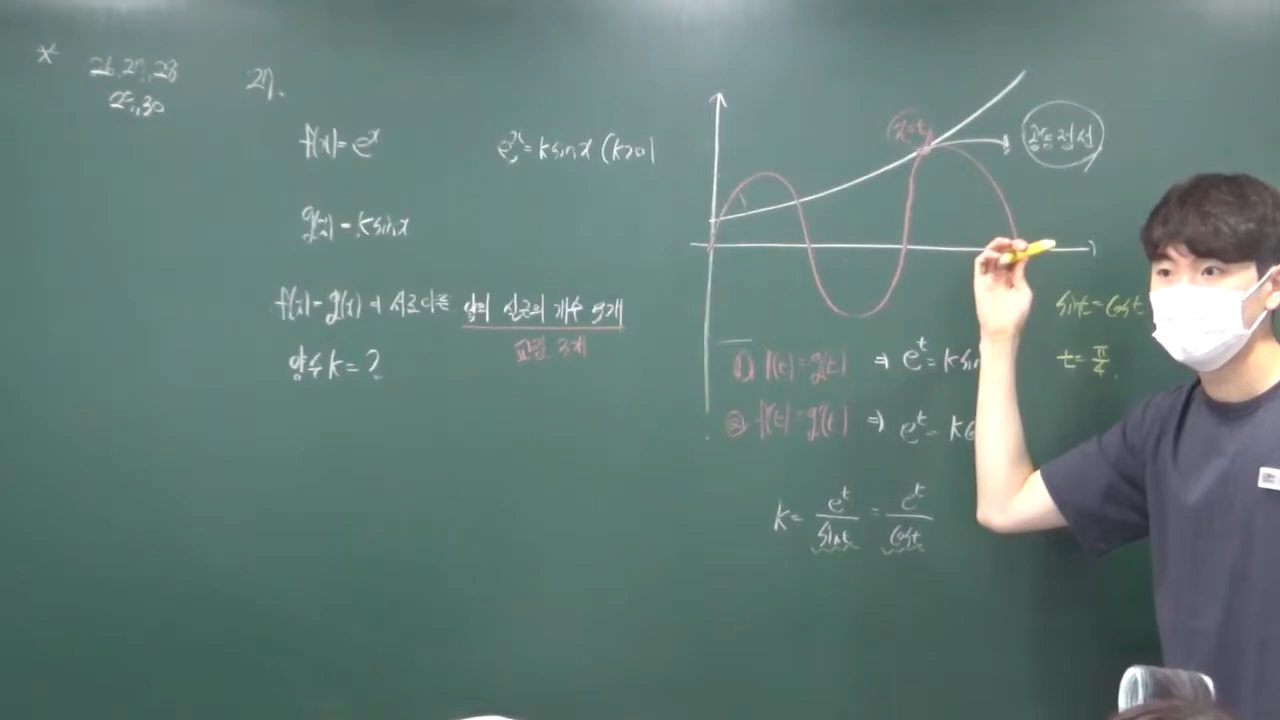 * 26, 27, 28
29, 30
27.
f(x) = e^x
e^x = k sin x (k>0)
g(x) = k sin x
f(x) = g(x) 서로다른 양의 실근의 개수 3개
교점 3개
양수 k = ?
x=t
공통접선
① f(t) = g(t) ⇒ e^t = k sin
② f'(t) = g'(t) ⇒ e^t = k
k = e^t/sin t = e^t/cos t
sin t = cos t
t = π/4.